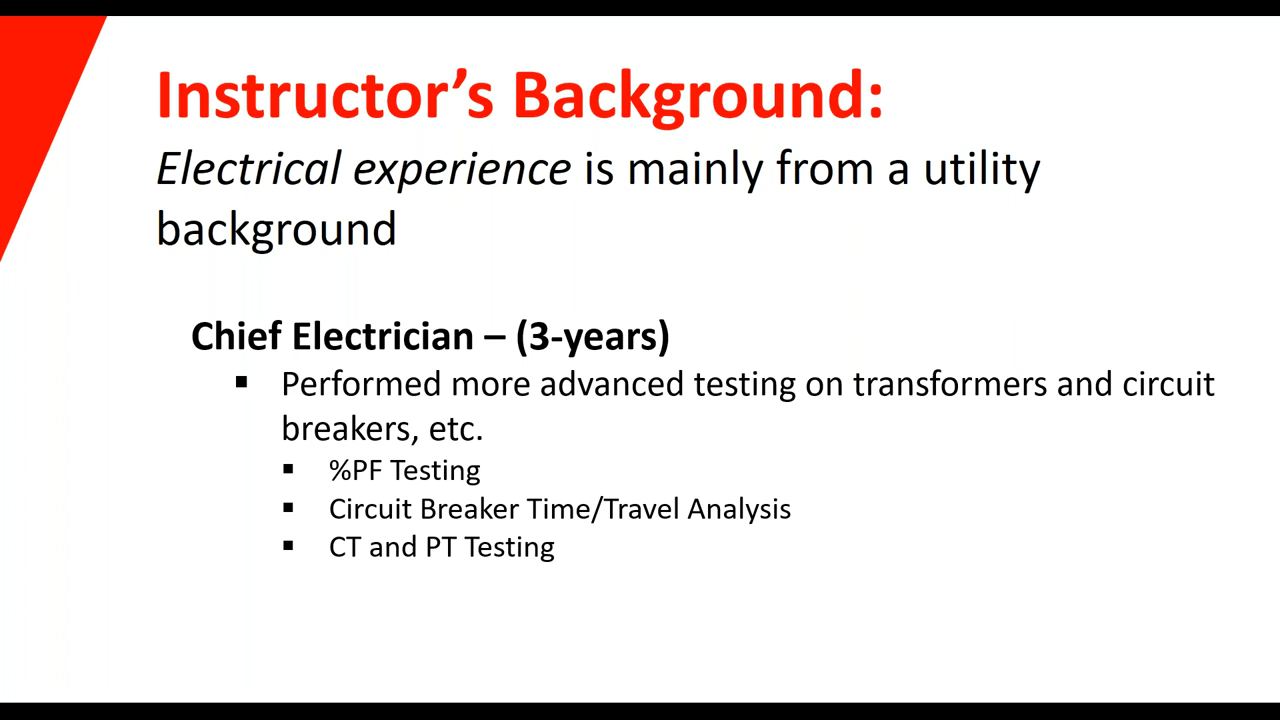 Instructor’s Background:
Electrical experience is mainly from a utility
background
Chief Electrician – (3-years)
▪ Performed more advanced testing on transformers and circuit
breakers, etc.
▪ %PF Testing
▪ Circuit Breaker Time/Travel Analysis
▪ CT and PT Testing